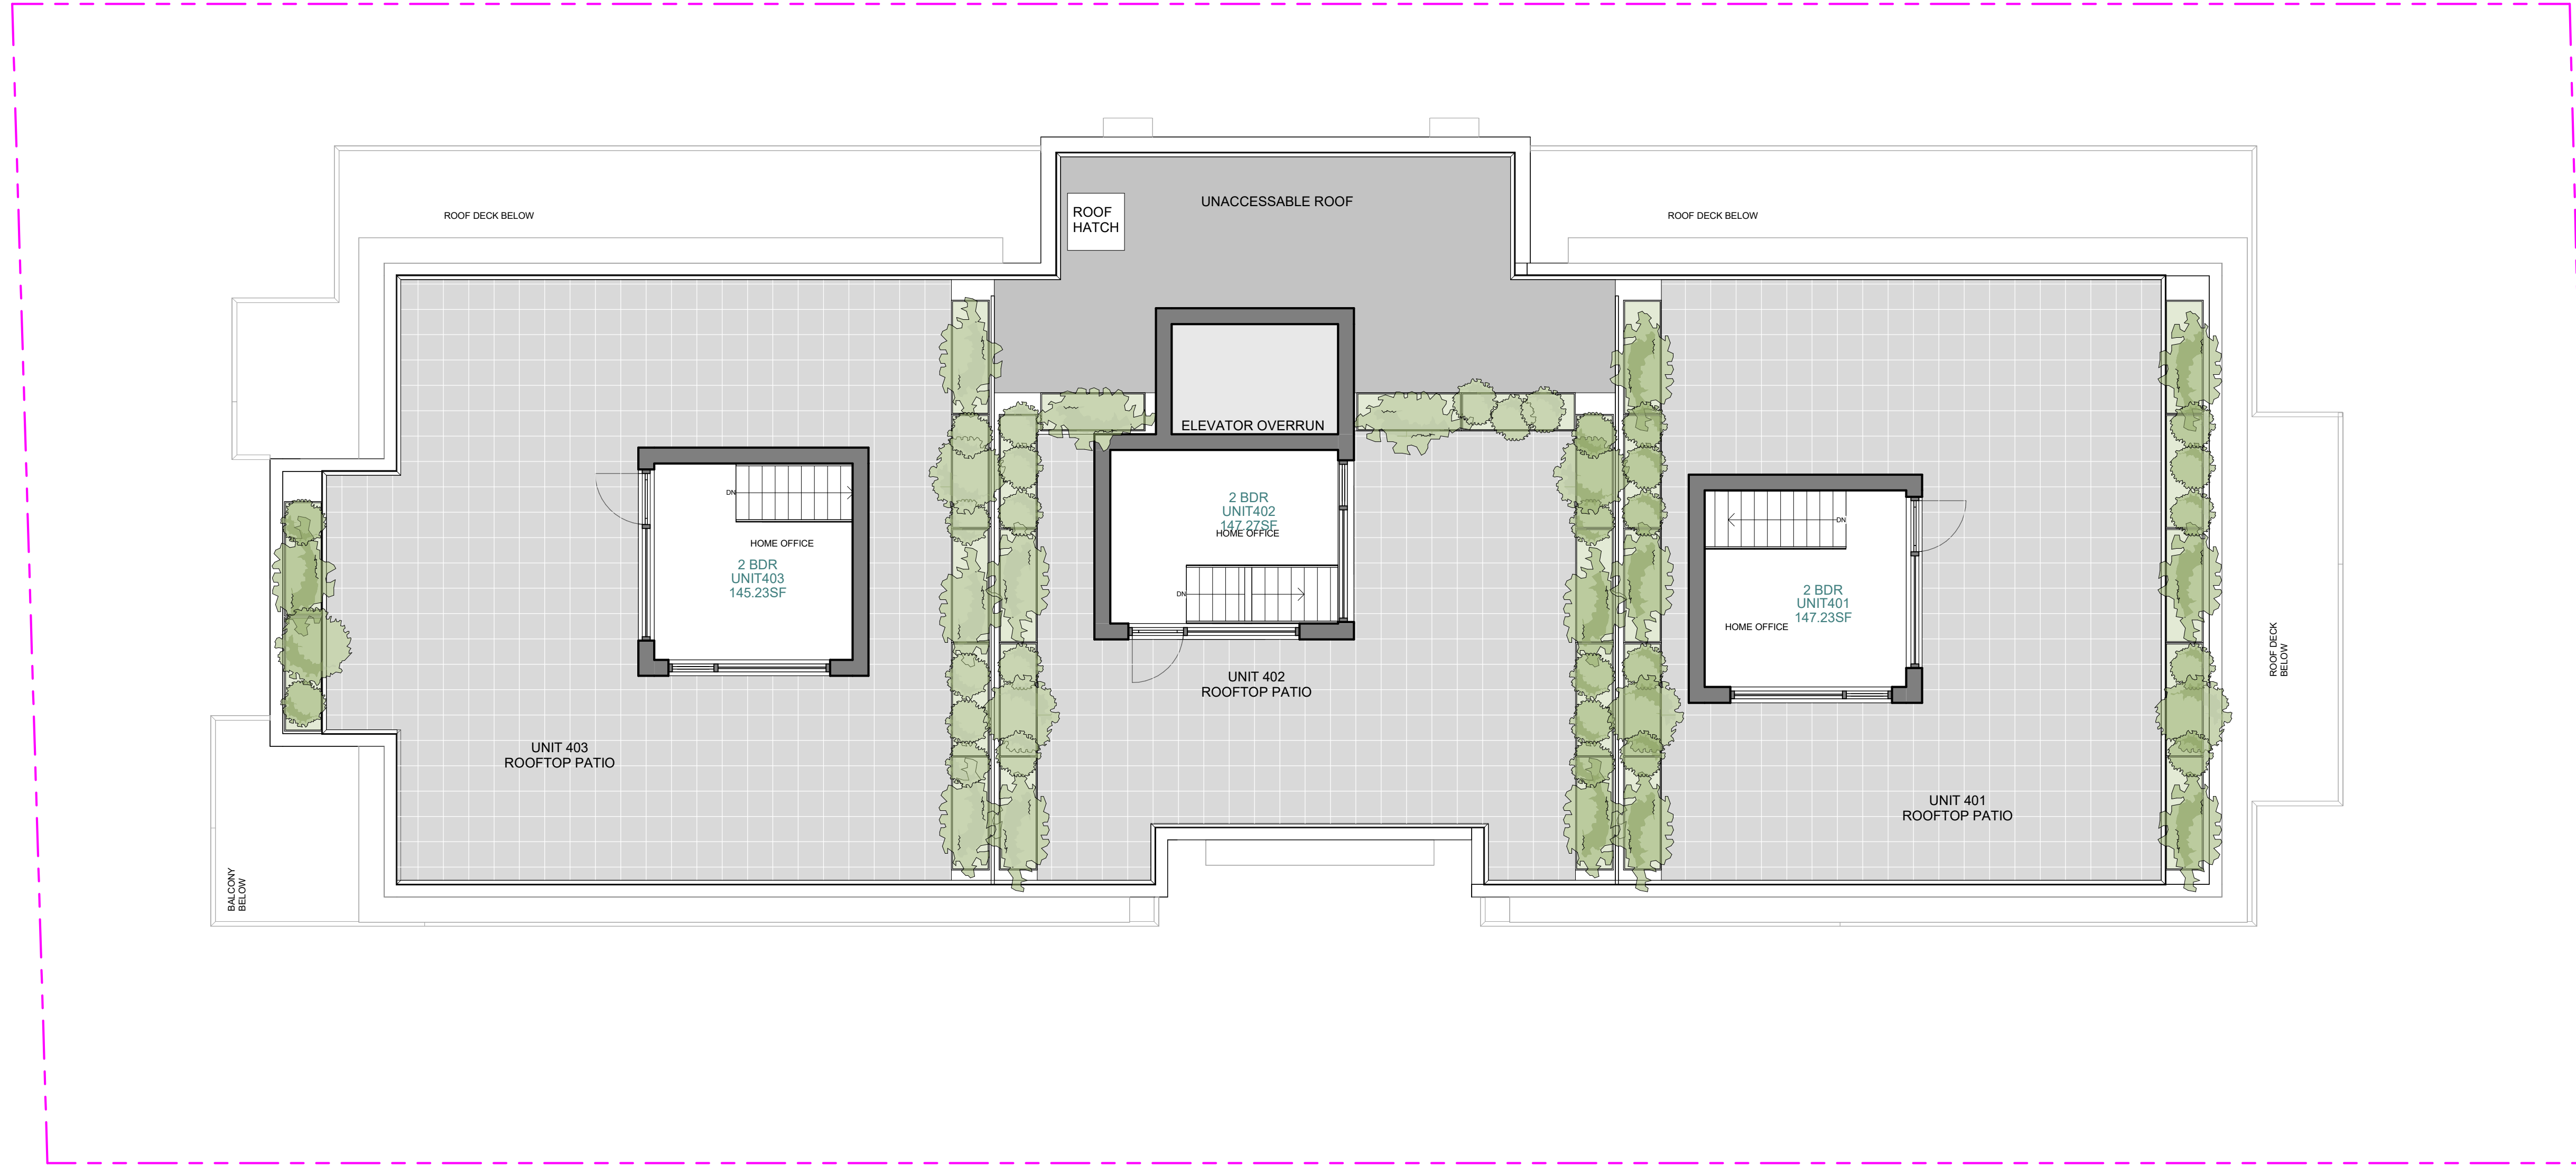 UNACCESSABLE ROOF
ROOF
HATCH
ROOF DECK BELOW
ROOF DECK BELOW
ELEVATOR OVERRUN
DN
HOME OFFICE
2 BDR
UNIT403
145.23SF
2 BDR
UNIT402
147.27SF
HOME OFFICE
DN
DN
2 BDR
UNIT401
147.23SF
HOME OFFICE
ROOF DECK
BELOW
UNIT 402
ROOFTOP PATIO
UNIT 403
ROOFTOP PATIO
UNIT 401
ROOFTOP PATIO
BALCONY
BELOW